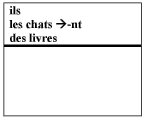 ils
les chats →-nt
des livres